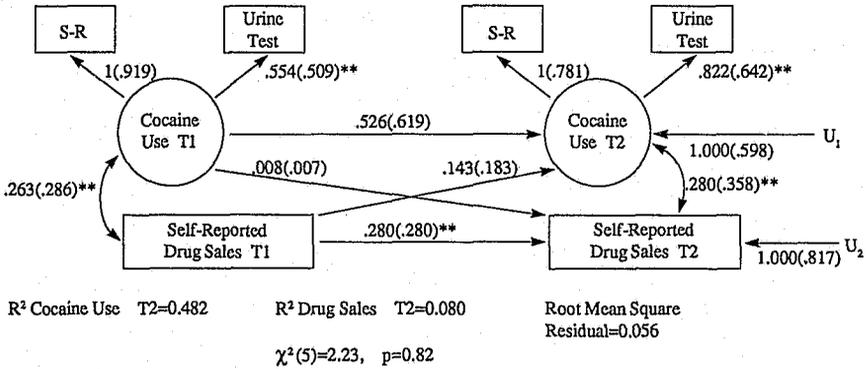 S-R
Urine
Test
S-R
Urine
Test
1(.919)
.554(.509)**
1(.781)
.822(.642)**
Cocaine
Use T1
.526(.619)
Cocaine
Use T2
U₁
1.000(.598)
.008(.007)
.143(.183)
.263(.286)**
.280(.358)**
Self-Reported
Drug Sales T1
.280(.280)**
Self-Reported
Drug Sales T2
U₂
1.000(.817)
R² Cocaine Use T2=0.482
R² Drug Sales T2=0.080
Root Mean Square
Residual=0.056
χ²(5)=2.23, p=0.82